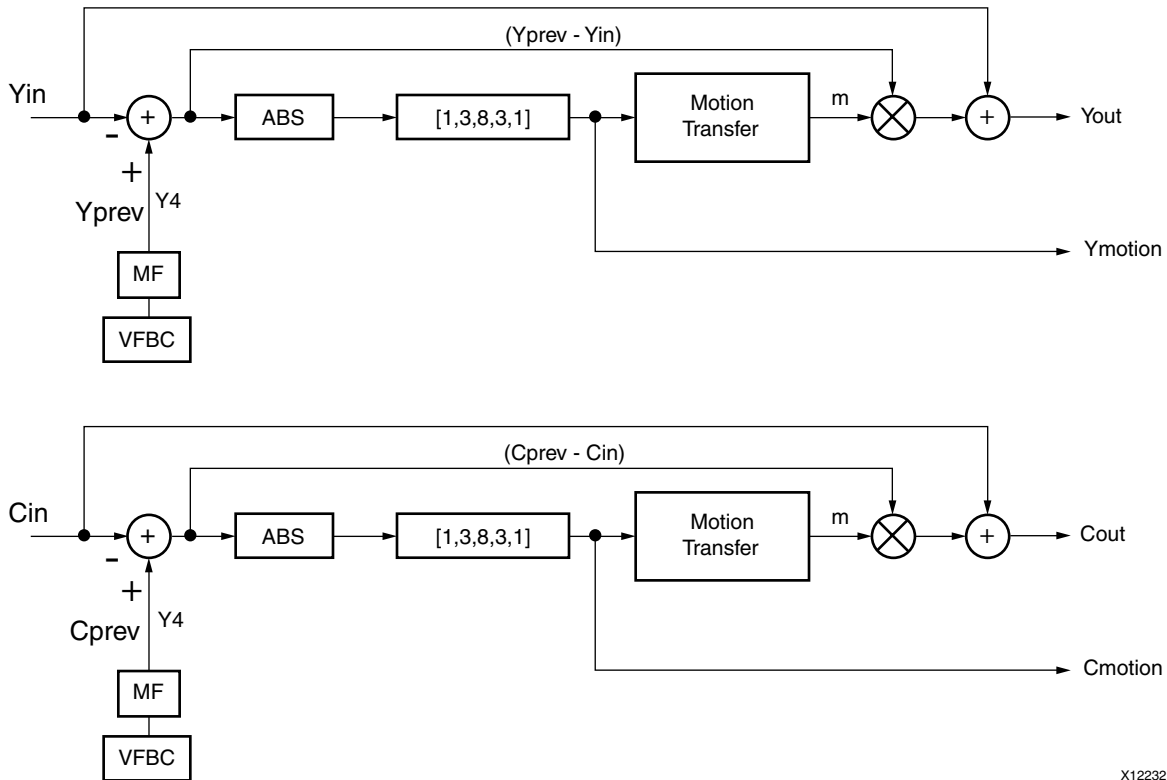 (Yprev - Yin)
Yin
-
+
ABS
[1,3,8,3,1]
Motion
Transfer
m
+
Yout
+
Yprev
Y4
Ymotion
MF
VFBC
(Cprev - Cin)
Cin
-
+
ABS
[1,3,8,3,1]
Motion
Transfer
m
+
Cout
+
Cprev
Y4
Cmotion
MF
VFBC
X12232